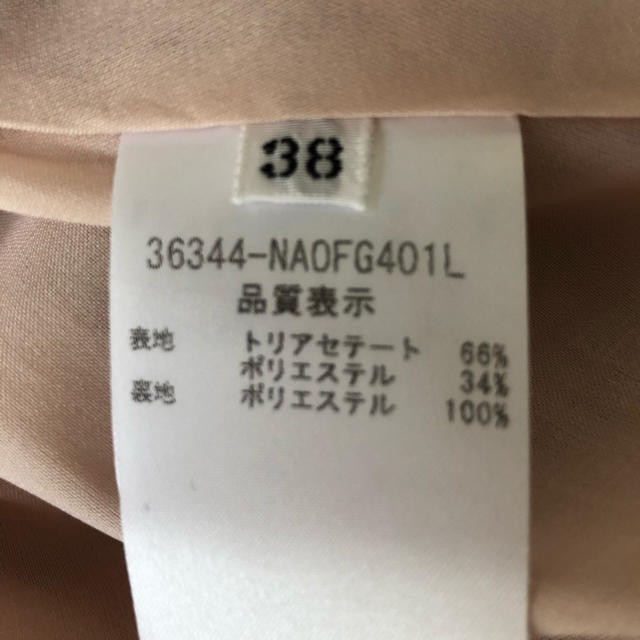 38
36344-NAOFG401L
品質表示
表地 トリアセテート 66%
ポリエステル 34%
裏地 ポリエステル 100%